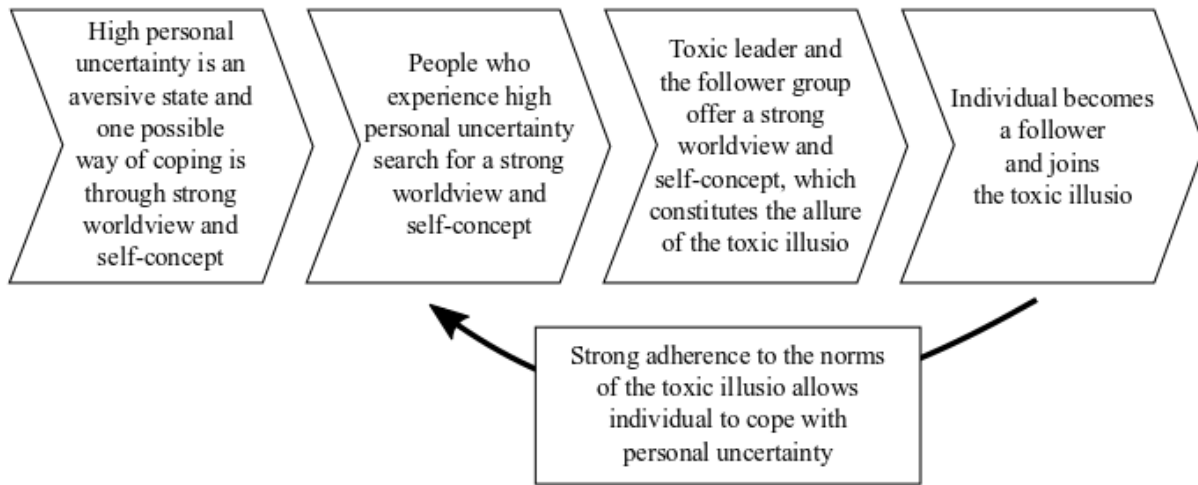 High personal
uncertainty is an
aversive state and
one possible
way of coping is
through strong
worldview and
self-concept
People who
experience high
personal uncertainty
search for a strong
worldview and
self-concept
Toxic leader and
the follower group
offer a strong
worldview and
self-concept, which
constitutes the allure
of the toxic illusio
Individual becomes
a follower
and joins
the toxic illusio
Strong adherence to the norms
of the toxic illusio allows
individual to cope with
personal uncertainty